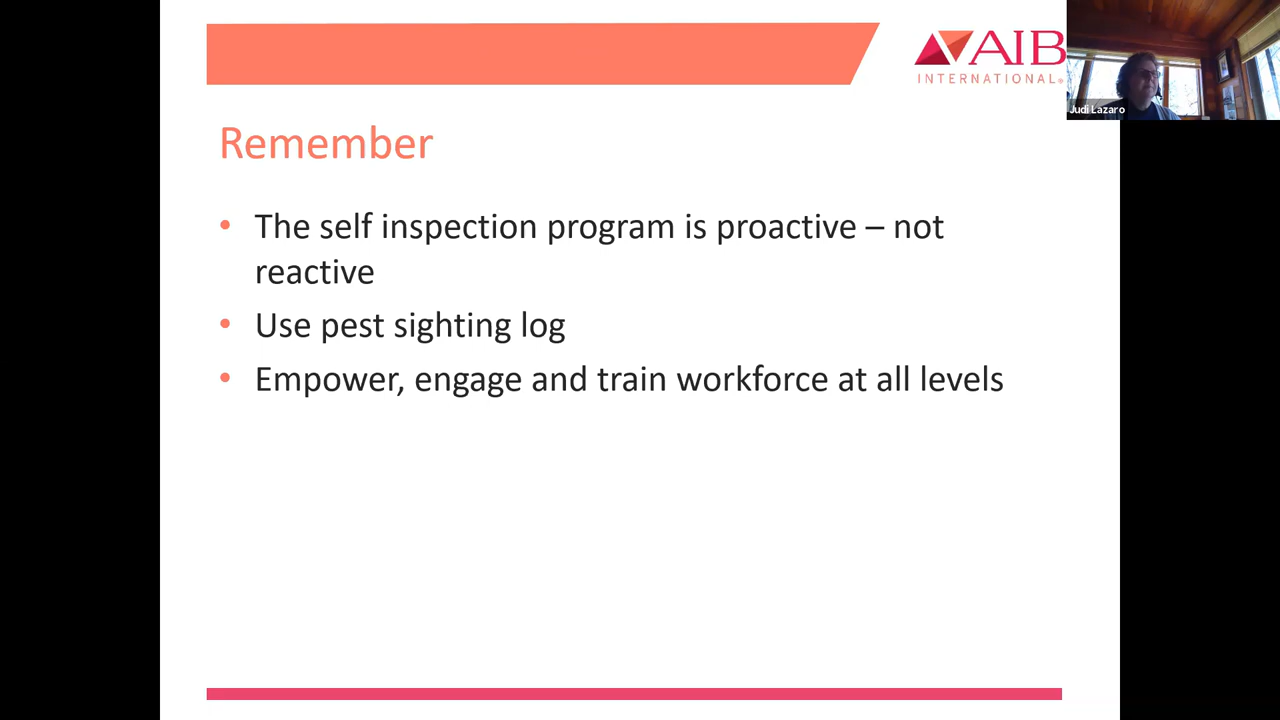 AIB
INTERNATIONAL®
Judi Lazaro
Remember
• The self inspection program is proactive – not
reactive
• Use pest sighting log
• Empower, engage and train workforce at all levels